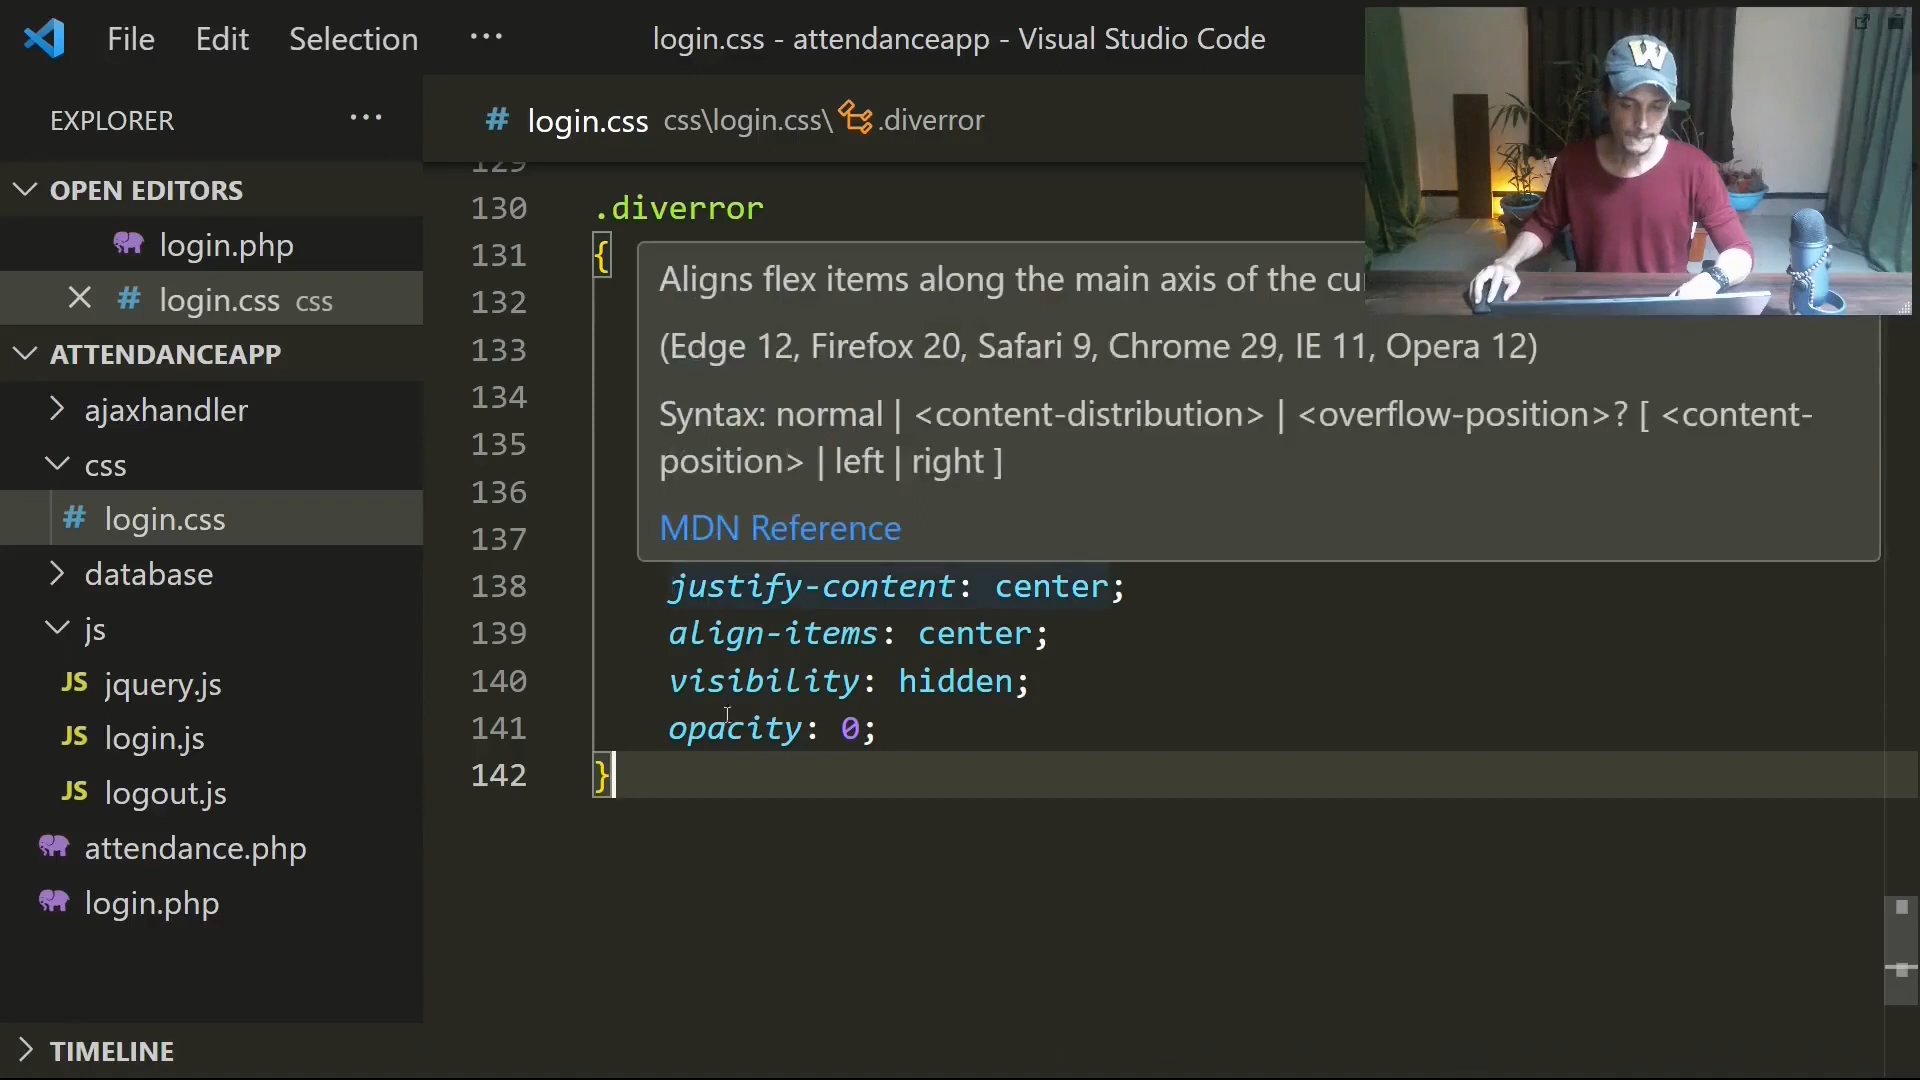 File Edit Selection ... login.css - attendanceapp - Visual Studio Code
W
EXPLORER ...
# login.css css\login.css\ .diverror
OPEN EDITORS
login.php
# login.css css
ATTENDANCEAPP
ajaxhandler
css
# login.css
database
js
JS jquery.js
JS login.js
JS logout.js
attendance.php
login.php
TIMELINE
129
130 .diverror
131 {
132
133
134
135
136
137
Aligns flex items along the main axis of the
(Edge 12, Firefox 20, Safari 9, Chrome 29, IE 11, Opera 12)
Syntax: normal | <content-distribution> | <overflow-position>? [ <content-
position> | left | right ]
MDN Reference
138 justify-content: center;
139 align-items: center;
140 visibility: hidden;
141 opacity: 0;
142 }